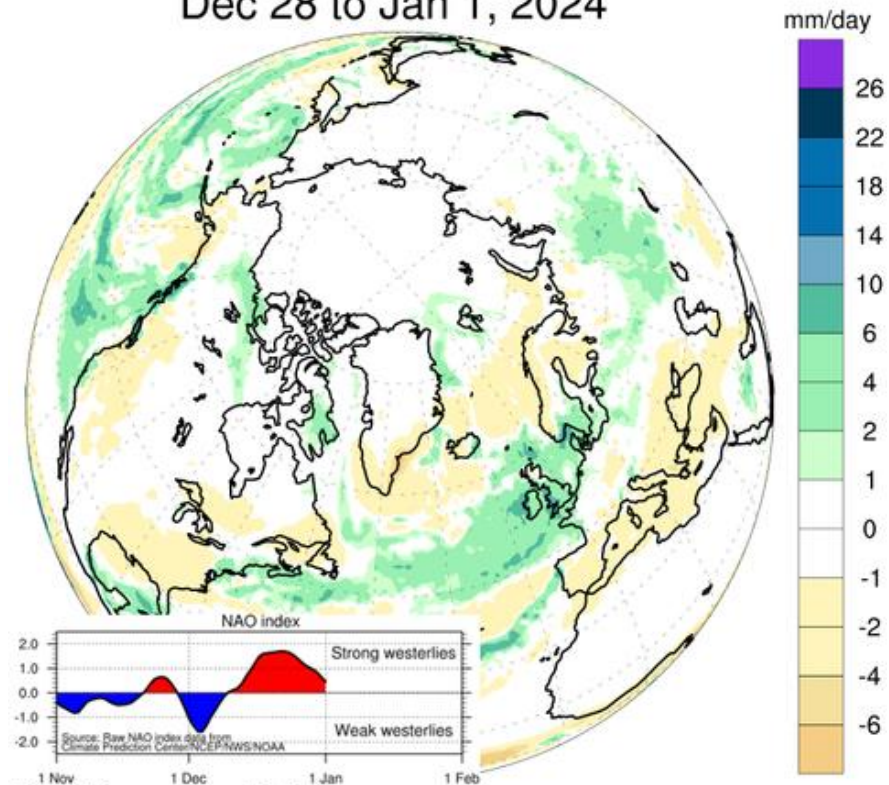 Dec 28 to Jan 1, 2024
mm/day
26
22
18
14
10
6
4
2
1
0
-1
-2
-4
-6
NAO index
2.0
1.0
0.0
-1.0
-2.0
Strong westerlies
Weak westerlies
Source: Raw NAO index data from
Climate Prediction Center/NCEP/NWS/NOAA
1 Nov 1 Dec 1 Jan 1 Feb